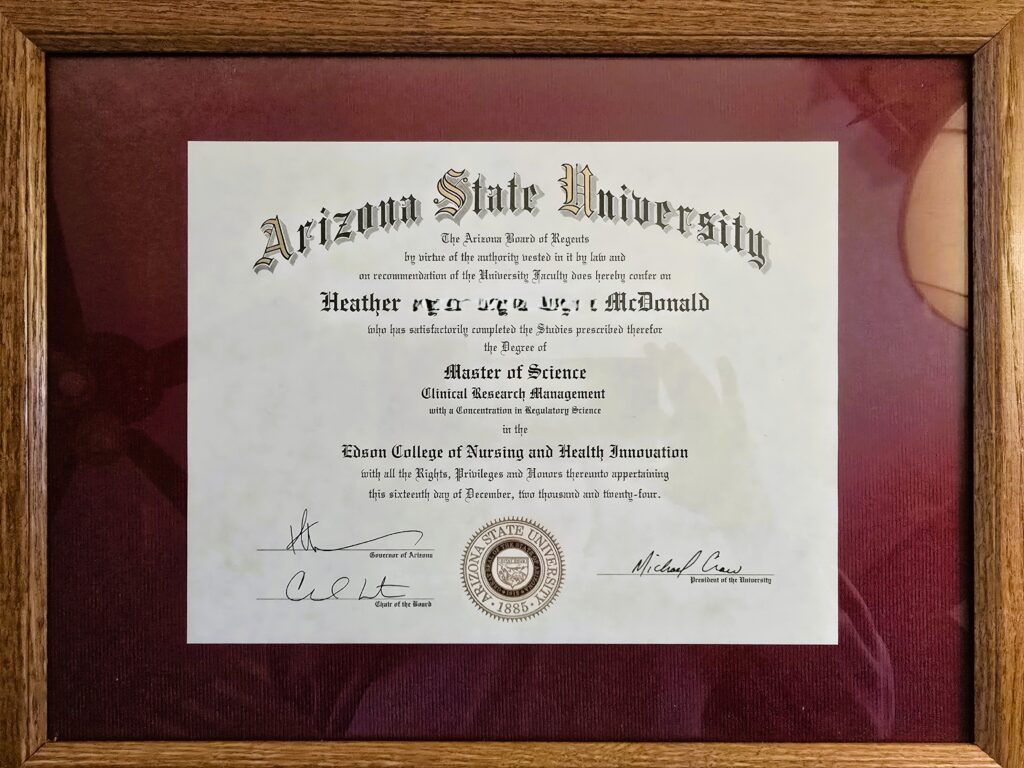 Arizona State University
The Arizona Board of Regents
by virtue of the authority vested in it by law and
on recommendation of the University Faculty does hereby confer on
Heather McDonald
who has satisfactorily completed the Studies prescribed therefor
the Degree of
Master of Science
Clinical Research Management
with a Concentration in Regulatory Science
in the
Edson College of Nursing and Health Innovation
with all the Rights, Privileges and Honors thereunto appertaining
this sixteenth day of December, two thousand and twenty-four.
Governor of Arizona
Chair of the Board
ARIZONA STATE UNIVERSITY
1885
Michael Crow
President of the University